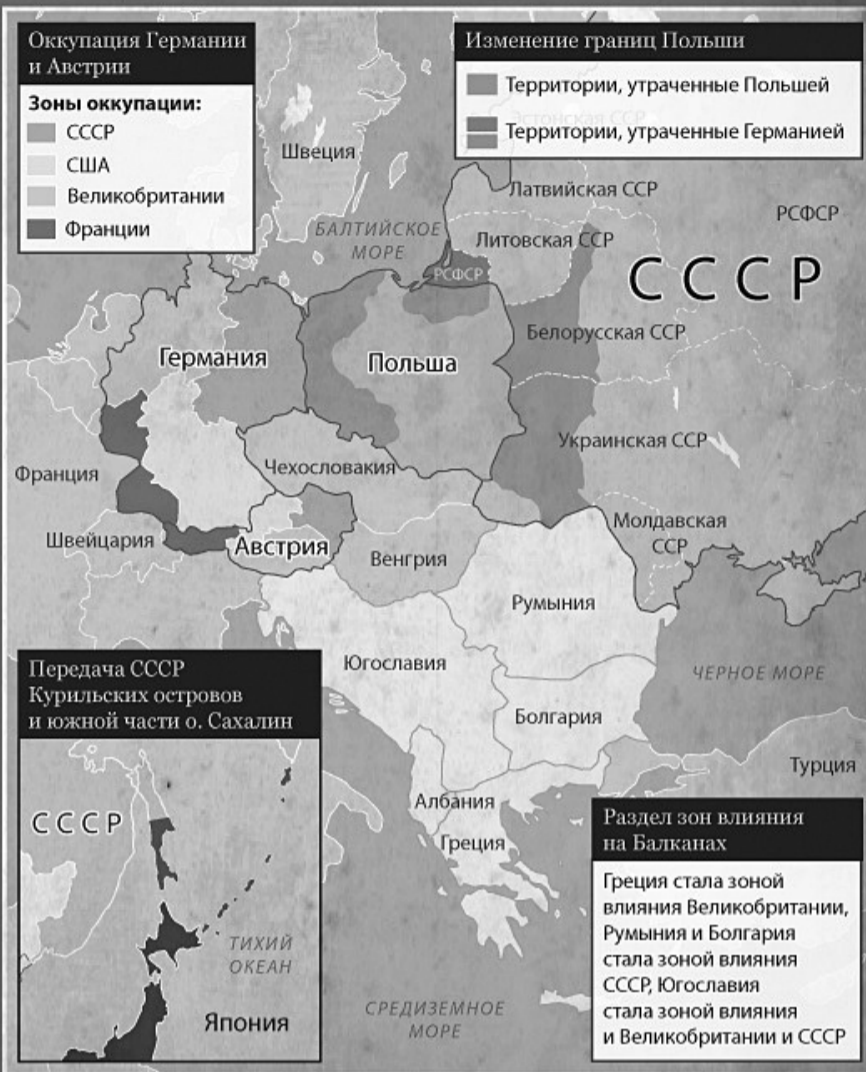 Оккупация Германии
и Австрии
Зоны оккупации:
СССР
США
Великобритании
Франции
Изменение границ Польши
Территории, утраченные Польшей
Эстонская ССР
Территории, утраченные Германией
Швеция
Латвийская ССР
РСФСР
БАЛТИЙСКОЕ
МОРЕ
Литовская ССР
РСФСР
СССР
Белорусская ССР
Германия
Польша
Украинская ССР
Франция
Чехословакия
Молдавская
ССР
Швейцария
Австрия
Венгрия
Румыния
Югославия
ЧЕРНОЕ МОРЕ
Болгария
Турция
Албания
Греция
Передача СССР
Курильских островов
и южной части о. Сахалин
СССР
ТИХИЙ
ОКЕАН
Япония
СРЕДИЗЕМНОЕ
МОРЕ
Раздел зон влияния
на Балканах
Греция стала зоной
влияния Великобритании,
Румыния и Болгария
стала зоной влияния
СССР, Югославия
стала зоной влияния
и Великобритании и СССР